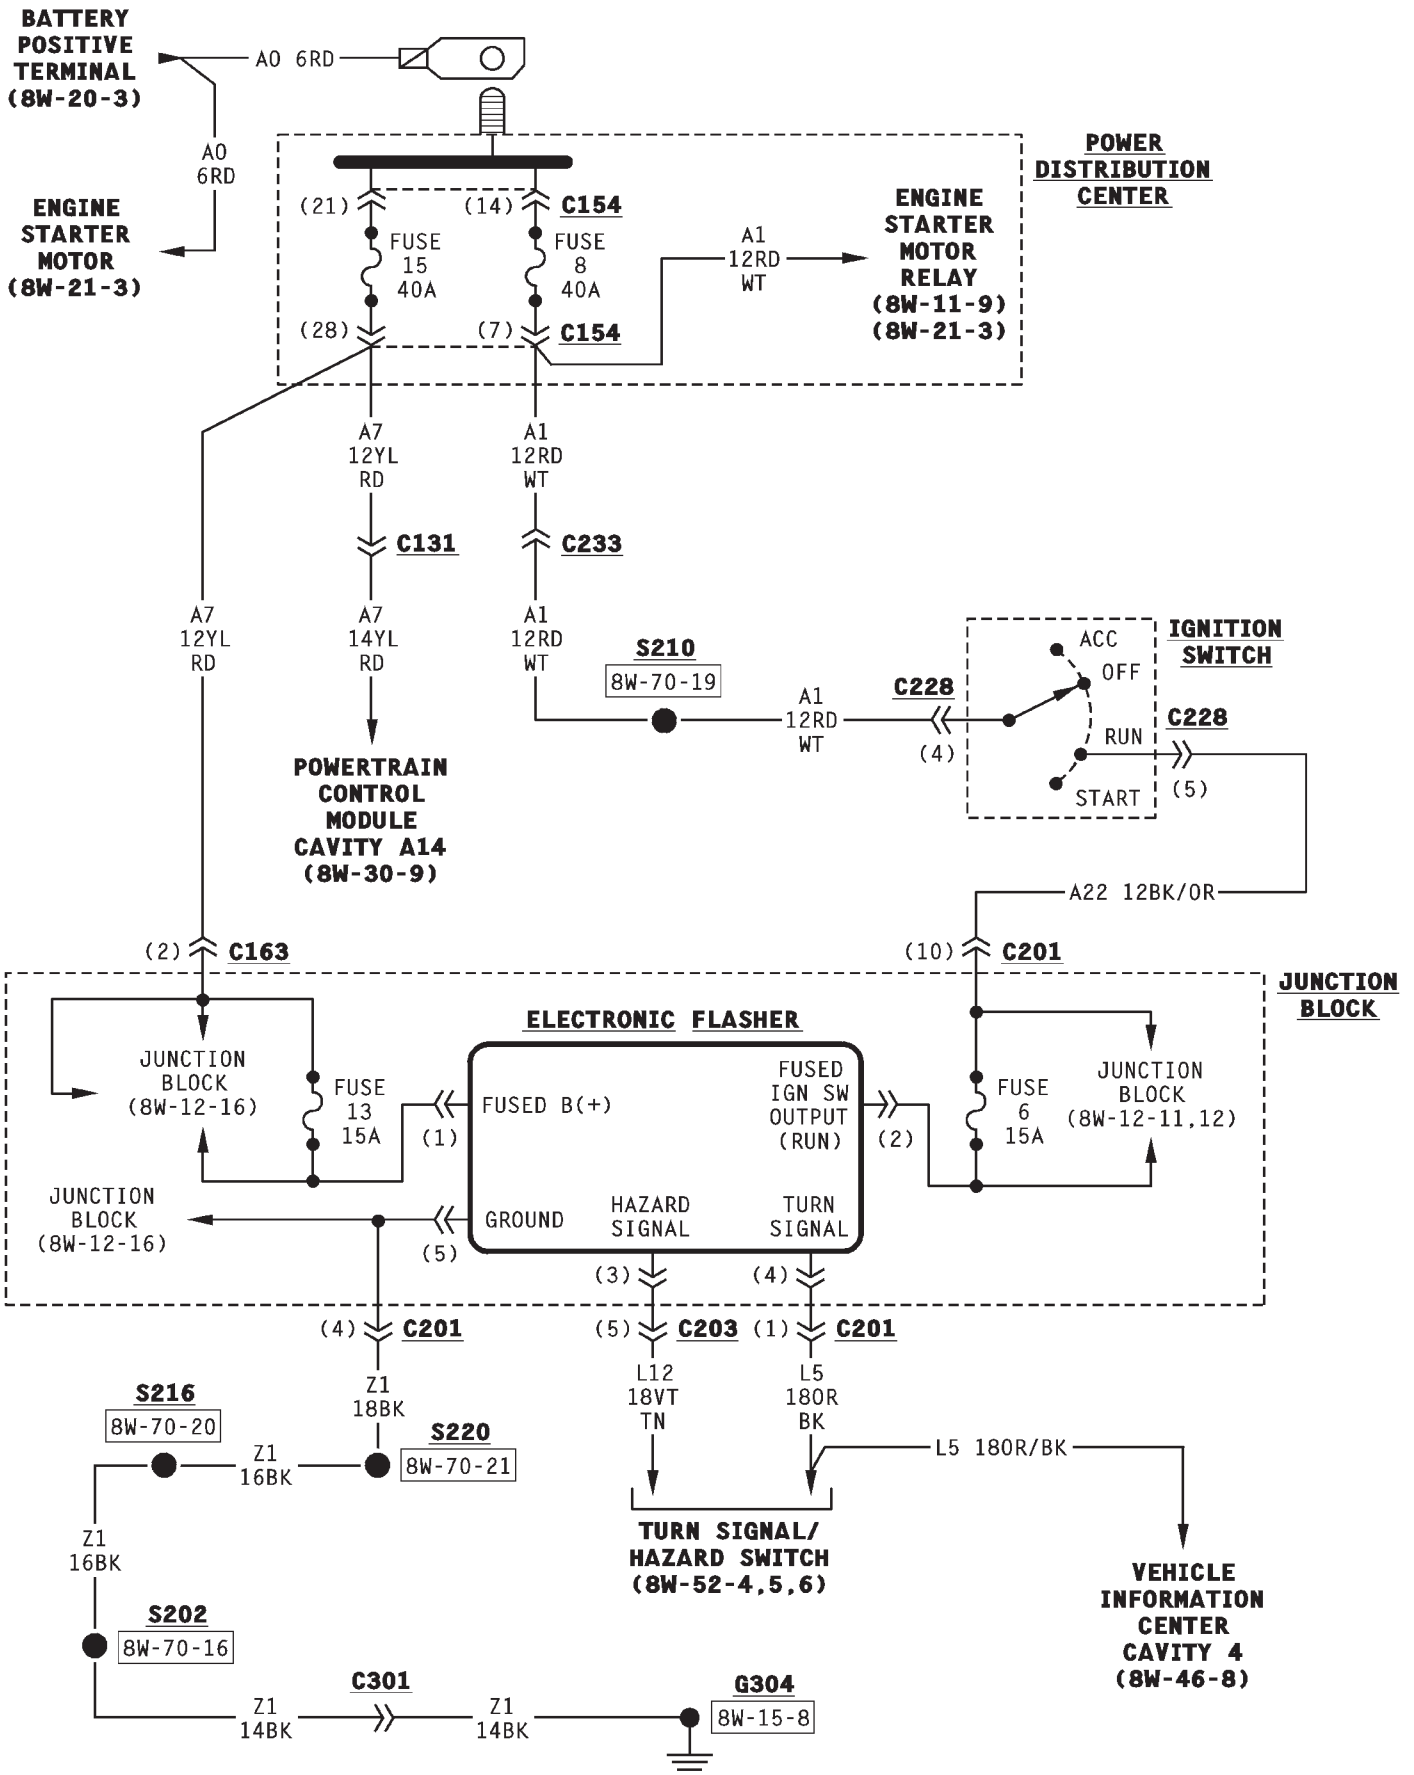 BATTERY
POSITIVE
TERMINAL
(8W-20-3)
A0 6RD
A0
6RD
ENGINE
STARTER
MOTOR
(8W-21-3)
POWER
DISTRIBUTION
CENTER
(21)
(14)
C154
FUSE
15
40A
FUSE
8
40A
(28)
(7)
C154
A1
12RD
WT
ENGINE
STARTER
MOTOR
RELAY
(8W-11-9)
(8W-21-3)
A7
12YL
RD
A1
12RD
WT
C131
C233
A7
12YL
RD
A7
14YL
RD
A1
12RD
WT
S210
8W-70-19
A1
12RD
WT
C228
(4)
ACC
OFF
RUN
START
IGNITION
SWITCH
C228
(5)
POWERTRAIN
CONTROL
MODULE
CAVITY A14
(8W-30-9)
A22 12BK/OR
(2)
C163
(10)
C201
JUNCTION
BLOCK
ELECTRONIC FLASHER
JUNCTION
BLOCK
(8W-12-16)
FUSE
13
15A
(1)
FUSED B(+)
FUSED
IGN SW
OUTPUT
(RUN)
(2)
FUSE
6
15A
JUNCTION
BLOCK
(8W-12-11,12)
JUNCTION
BLOCK
(8W-12-16)
(5)
GROUND
HAZARD
SIGNAL
TURN
SIGNAL
(3)
(4)
(4)
C201
(5)
C203
(1)
C201
Z1
18BK
L12
18VT
TN
L5
18OR
BK
S216
8W-70-20
Z1
16BK
S220
8W-70-21
L5 18OR/BK
Z1
16BK
TURN SIGNAL/
HAZARD SWITCH
(8W-52-4,5,6)
VEHICLE
INFORMATION
CENTER
CAVITY 4
(8W-46-8)
S202
8W-70-16
Z1
14BK
C301
Z1
14BK
G304
8W-15-8